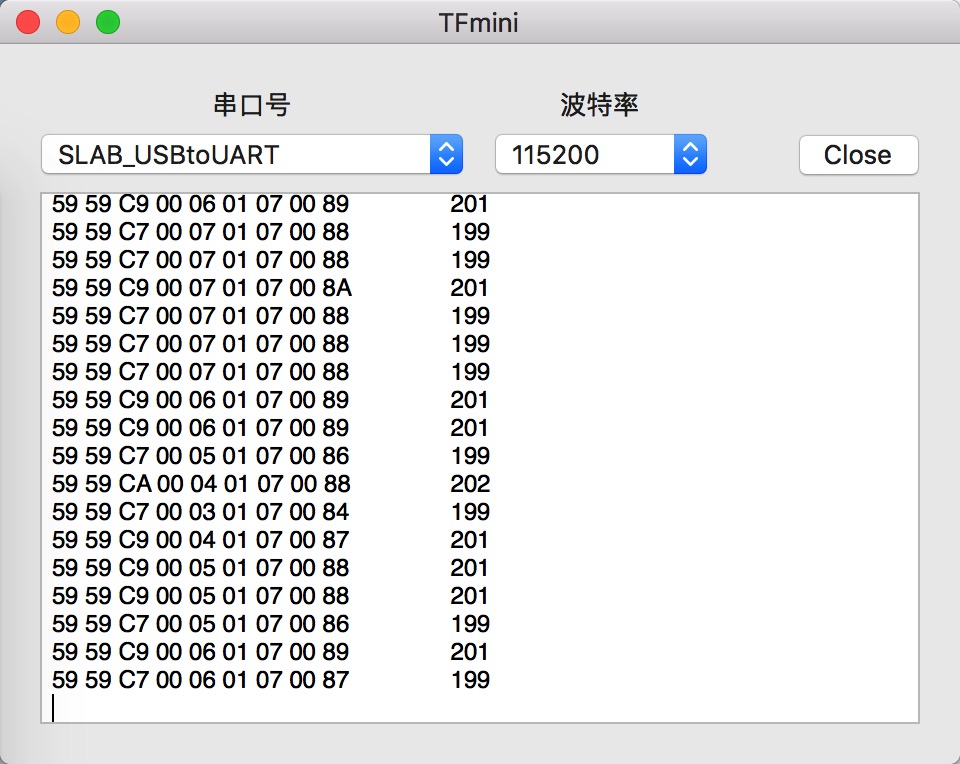 TFmini
串口号 波特率
SLAB_USBtoUART 115200 Close
59 59 C9 00 06 01 07 00 89 201
59 59 C7 00 07 01 07 00 88 199
59 59 C7 00 07 01 07 00 88 199
59 59 C9 00 07 01 07 00 8A 201
59 59 C7 00 07 01 07 00 88 199
59 59 C7 00 07 01 07 00 88 199
59 59 C7 00 07 01 07 00 88 199
59 59 C9 00 06 01 07 00 89 201
59 59 C9 00 06 01 07 00 89 201
59 59 C7 00 05 01 07 00 86 199
59 59 CA 00 04 01 07 00 88 202
59 59 C7 00 03 01 07 00 84 199
59 59 C9 00 04 01 07 00 87 201
59 59 C9 00 05 01 07 00 88 201
59 59 C9 00 05 01 07 00 88 201
59 59 C7 00 05 01 07 00 86 199
59 59 C9 00 06 01 07 00 89 201
59 59 C7 00 06 01 07 00 87 199